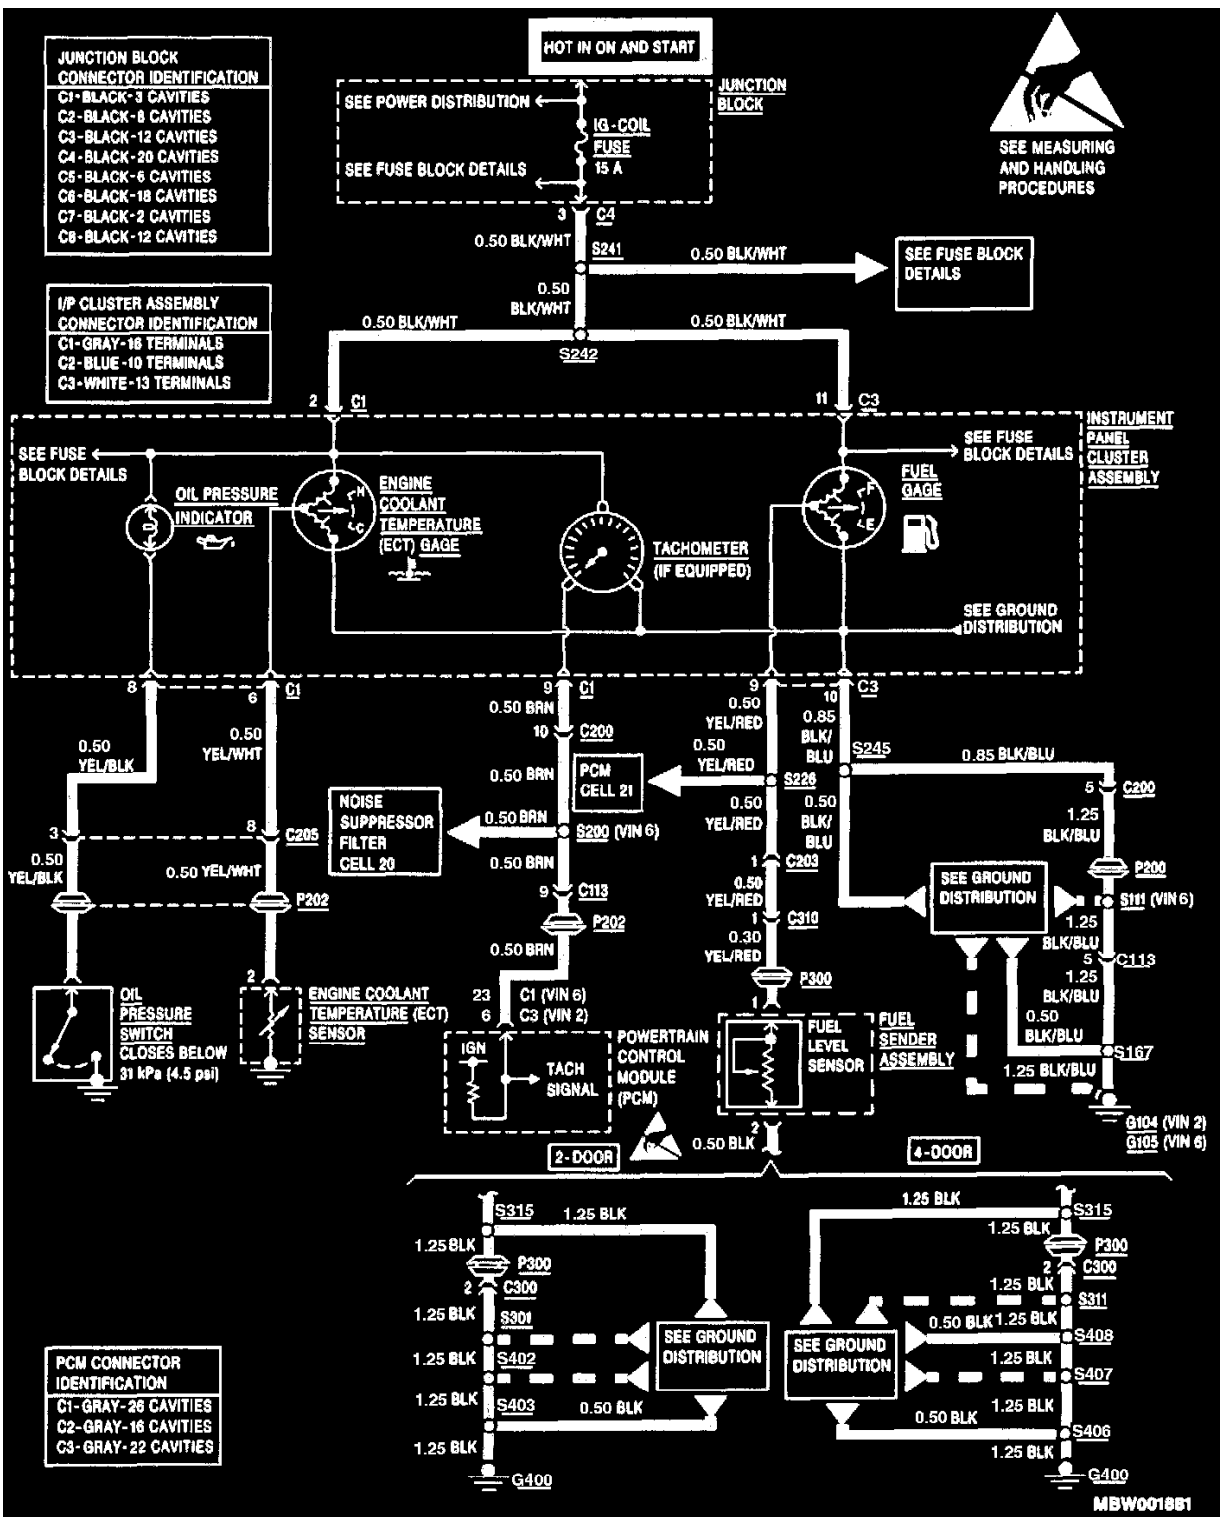 HOT IN ON AND START
JUNCTION BLOCK
CONNECTOR IDENTIFICATION
C1-BLACK-3 CAVITIES
C2-BLACK-8 CAVITIES
C3-BLACK-12 CAVITIES
C4-BLACK-20 CAVITIES
C5-BLACK-6 CAVITIES
C6-BLACK-18 CAVITIES
C7-BLACK-2 CAVITIES
C8-BLACK-12 CAVITIES
SEE POWER DISTRIBUTION
IG-COIL
FUSE
15 A
SEE FUSE BLOCK DETAILS
JUNCTION
BLOCK
SEE MEASURING
AND HANDLING
PROCEDURES
3
C4
0.50 BLK/WHT
S241
0.50 BLK/WHT
SEE FUSE BLOCK
DETAILS
0.50
BLK/WHT
I/P CLUSTER ASSEMBLY
CONNECTOR IDENTIFICATION
C1-GRAY-16 TERMINALS
C2-BLUE-10 TERMINALS
C3-WHITE-13 TERMINALS
0.50 BLK/WHT
0.50 BLK/WHT
S242
2
C1
11
C3
INSTRUMENT
PANEL
CLUSTER
ASSEMBLY
SEE FUSE
BLOCK DETAILS
SEE FUSE
BLOCK DETAILS
OIL PRESSURE
INDICATOR
H
C
ENGINE
COOLANT
TEMPERATURE
(ECT) GAGE
TACHOMETER
(IF EQUIPPED)
F
E
FUEL
GAGE
SEE GROUND
DISTRIBUTION
8
6
C1
9
C1
9
10
C3
0.50
YEL/BLK
0.50
YEL/WHT
0.50 BRN
10
C200
0.50 BRN
0.50
YEL/RED
0.85
BLK/
BLU
S245
0.85 BLK/BLU
0.50
YEL/RED
PCM
CELL 21
S226
5
C200
1.25
BLK/BLU
NOISE
SUPPRESSOR
FILTER
CELL 20
0.50 BRN
S200 (VIN 6)
0.50
YEL/RED
0.50
BLK/
BLU
3
8
C205
0.50
YEL/BLK
0.50 YEL/WHT
P202
0.50 BRN
9
C113
P202
0.50 BRN
1
C203
0.50
YEL/RED
1
C310
0.30
YEL/RED
P300
SEE GROUND
DISTRIBUTION
P200
S111 (VIN 6)
1.25
BLK/BLU
5
C113
1.25
BLK/BLU
0.50
BLK/BLU
S167
1.25 BLK/BLU
G104 (VIN 2)
G105 (VIN 6)
OIL
PRESSURE
SWITCH
CLOSES BELOW
31 kPa (4.5 psi)
2
ENGINE COOLANT
TEMPERATURE (ECT)
SENSOR
23
C1 (VIN 6)
6
C3 (VIN 2)
IGN
TACH
SIGNAL
POWERTRAIN
CONTROL
MODULE
(PCM)
1
FUEL
LEVEL
SENSOR
FUEL
SENDER
ASSEMBLY
2
0.50 BLK
2-DOOR
4-DOOR
S315
1.25 BLK
1.25 BLK
P300
2
C300
1.25 BLK
S301
1.25 BLK
S402
1.25 BLK
S403
0.50 BLK
1.25 BLK
G400
SEE GROUND
DISTRIBUTION
1.25 BLK
S315
1.25 BLK
P300
2
C300
1.25 BLK
S311
0.50 BLK
1.25 BLK
S408
1.25 BLK
S407
1.25 BLK
0.50 BLK
S406
1.25 BLK
G400
SEE GROUND
DISTRIBUTION
PCM CONNECTOR
IDENTIFICATION
C1-GRAY-26 CAVITIES
C2-GRAY-16 CAVITIES
C3-GRAY-22 CAVITIES
MBW001881